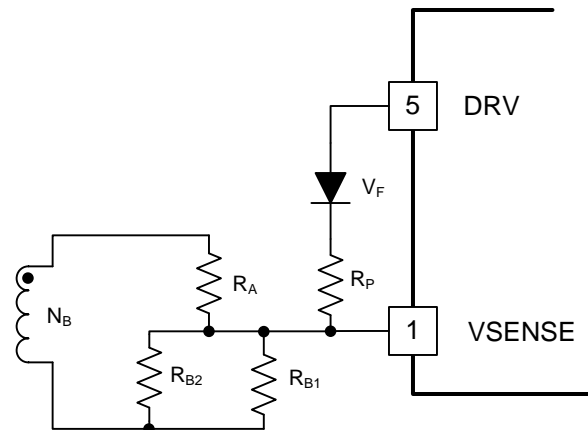 5 DRV
V_F
R_A
R_P
N_B
1 VSENSE
R_B2
R_B1